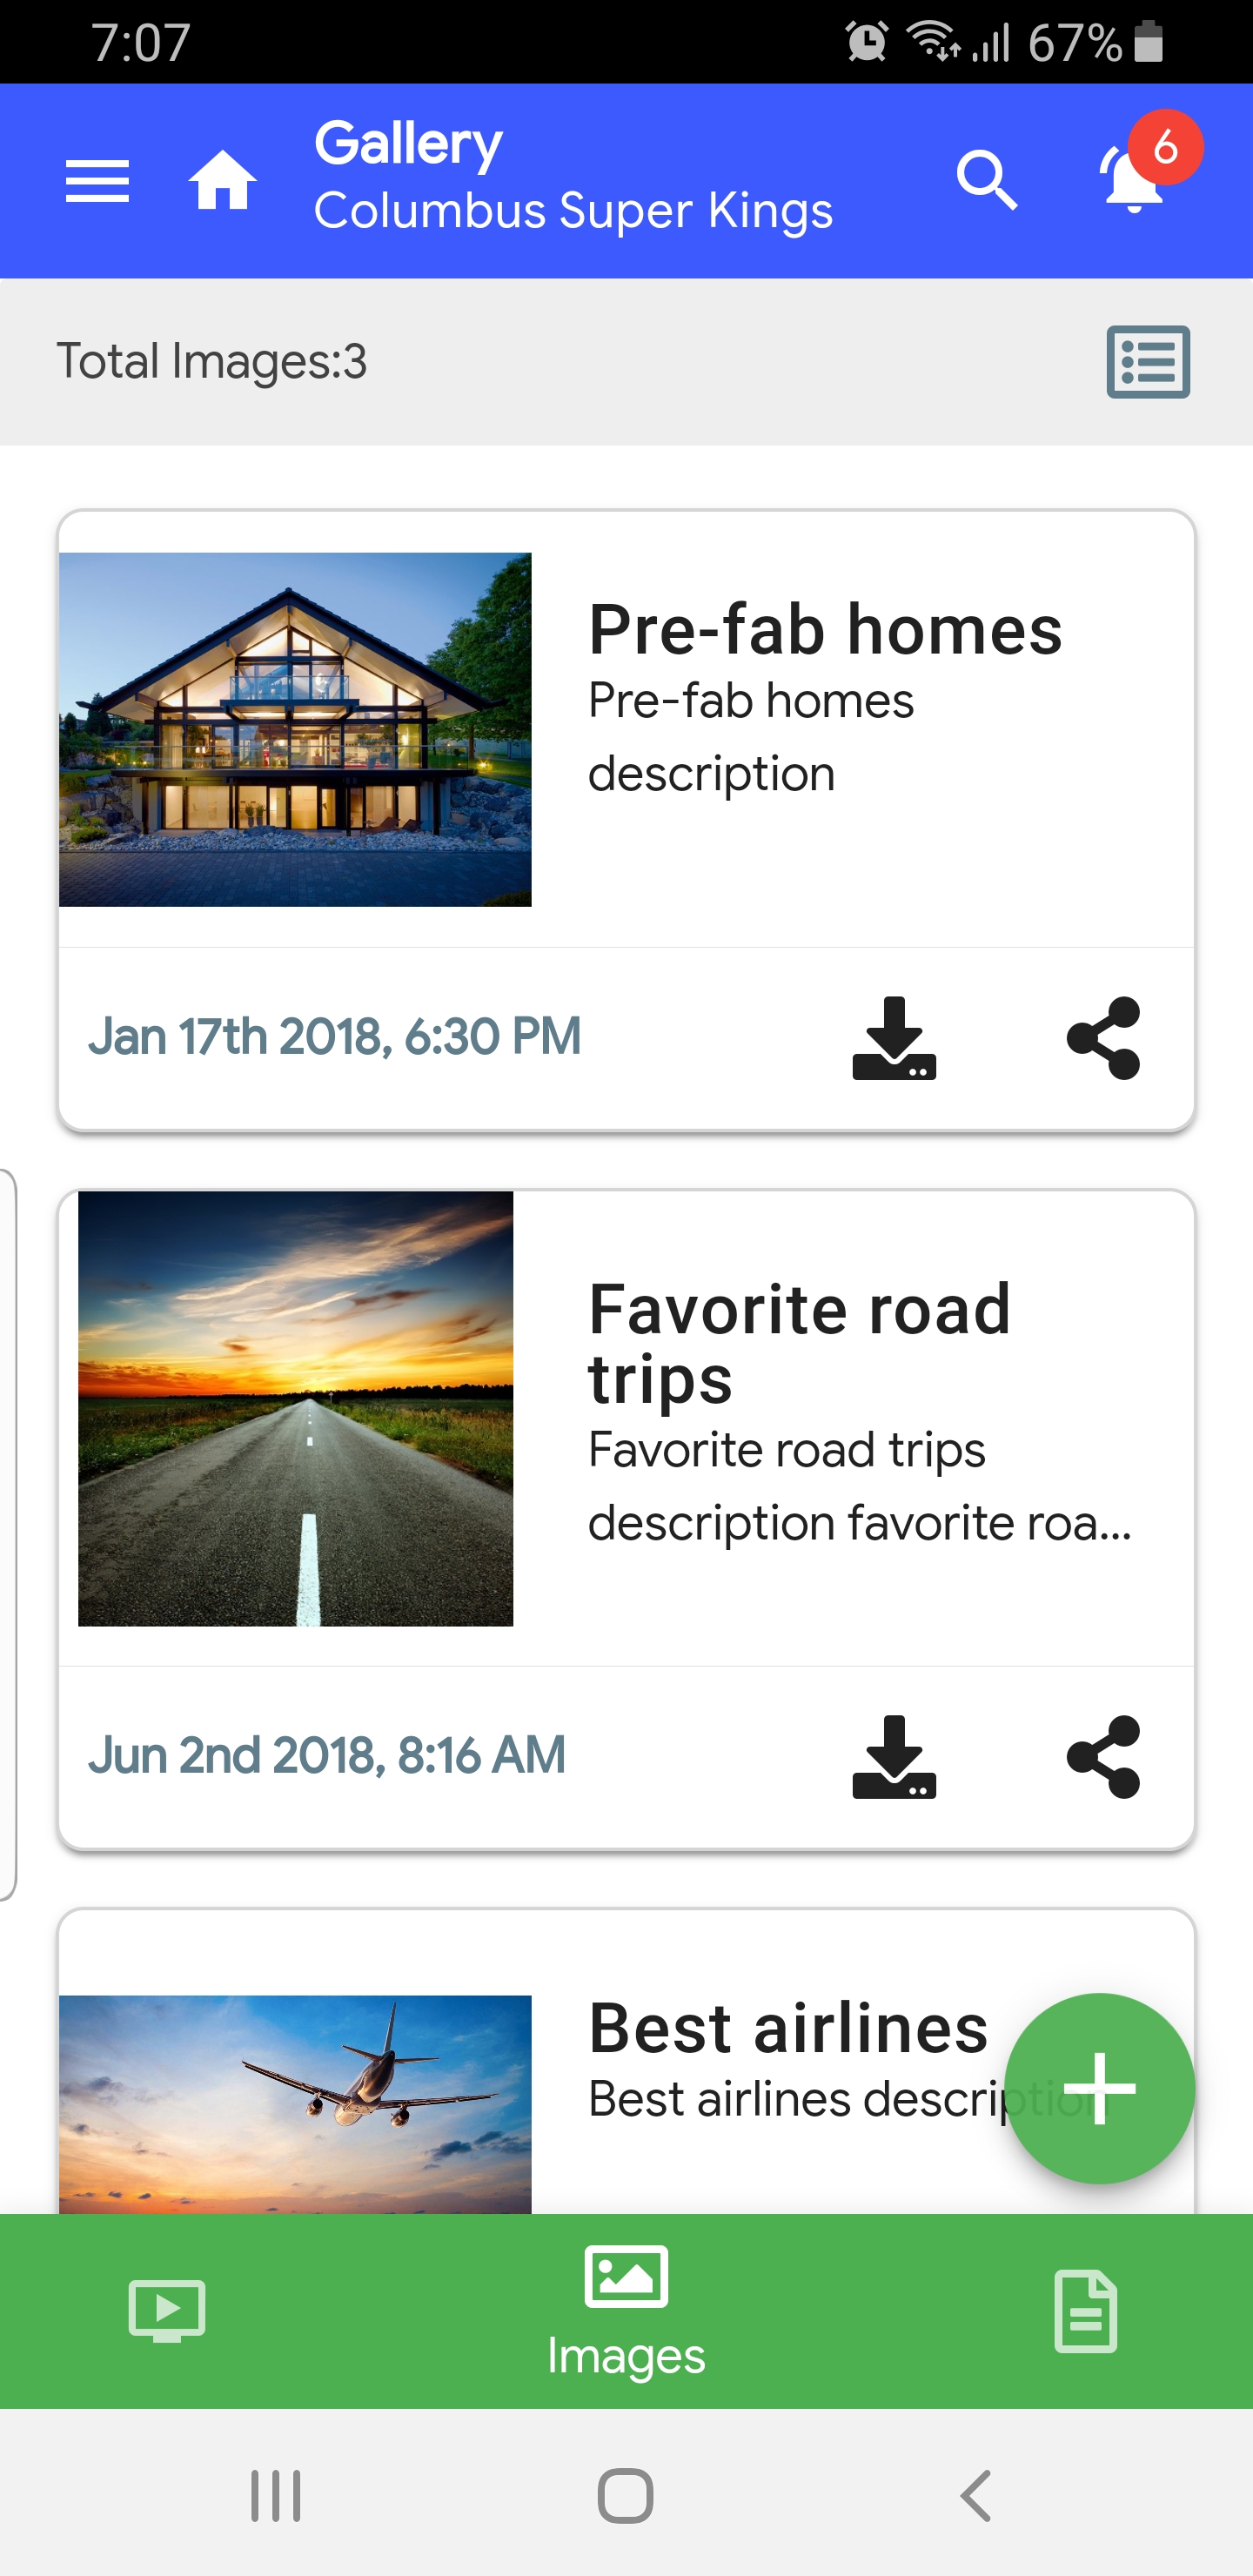 7:07
67%
Gallery
6
Columbus Super Kings
Total Images:3
Pre-fab homes
Pre-fab homes
description
Jan 17th 2018, 6:30 PM
Favorite road
trips
Favorite road trips
description favorite roa...
Jun 2nd 2018, 8:16 AM
Best airlines
Best airlines description
Images